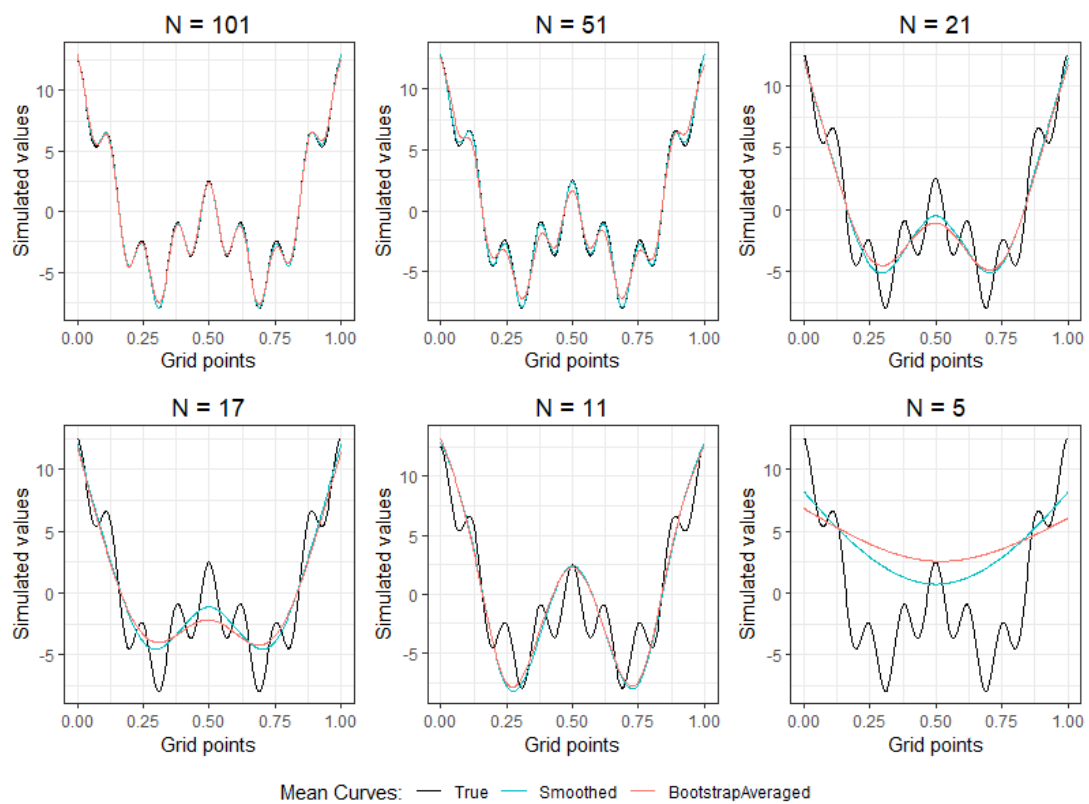 N = 101
N = 51
N = 21
Simulated values
10
5
0
-5
0.00 0.25 0.50 0.75 1.00
Grid points
Simulated values
10
5
0
-5
0.00 0.25 0.50 0.75 1.00
Grid points
Simulated values
10
5
0
-5
0.00 0.25 0.50 0.75 1.00
Grid points
N = 17
N = 11
N = 5
Simulated values
10
5
0
-5
0.00 0.25 0.50 0.75 1.00
Grid points
Simulated values
10
5
0
-5
0.00 0.25 0.50 0.75 1.00
Grid points
Simulated values
10
5
0
-5
0.00 0.25 0.50 0.75 1.00
Grid points
Mean Curves: True Smoothed BootstrapAveraged